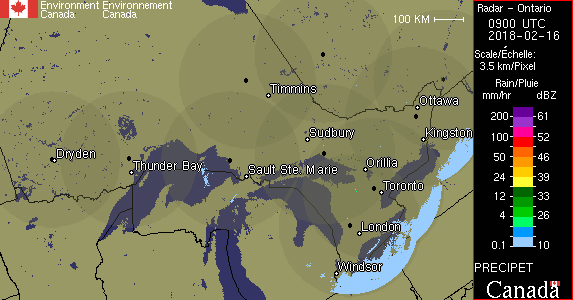 Environment Environnement
Canada Canada
100 KM
Timmins
Ottawa
Sudbury
Kingston
Dryden
Thunder Bay
Sault Ste. Marie
Orillia
Toronto
London
Windsor
Radar - Ontario
0900 UTC
2018-02-16
Scale/Échelle:
3.5 km/Pixel
Rain/Pluie
mm/hr dBZ
200 61
100 52
50 46
24 39
12 33
4 26
0.1 10
PRECIPET
Canada